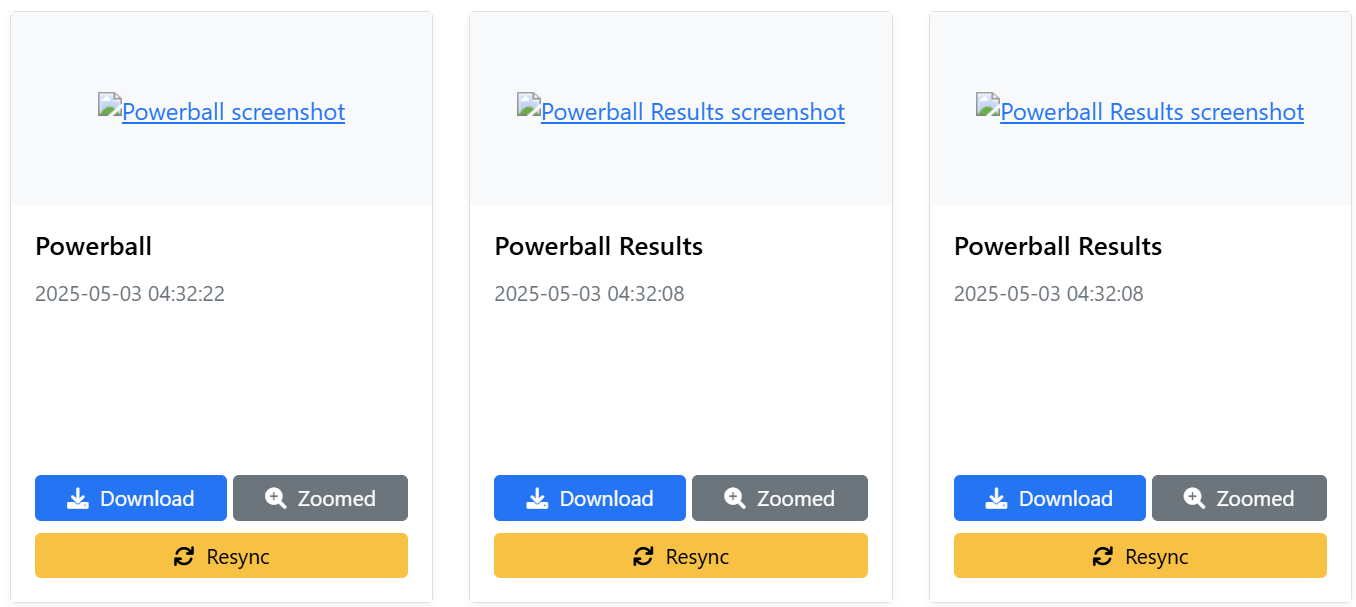 Powerball screenshot
Powerball
2025-05-03 04:32:22
Download
Zoomed
Resync
Powerball Results screenshot
Powerball Results
2025-05-03 04:32:08
Download
Zoomed
Resync
Powerball Results screenshot
Powerball Results
2025-05-03 04:32:08
Download
Zoomed
Resync